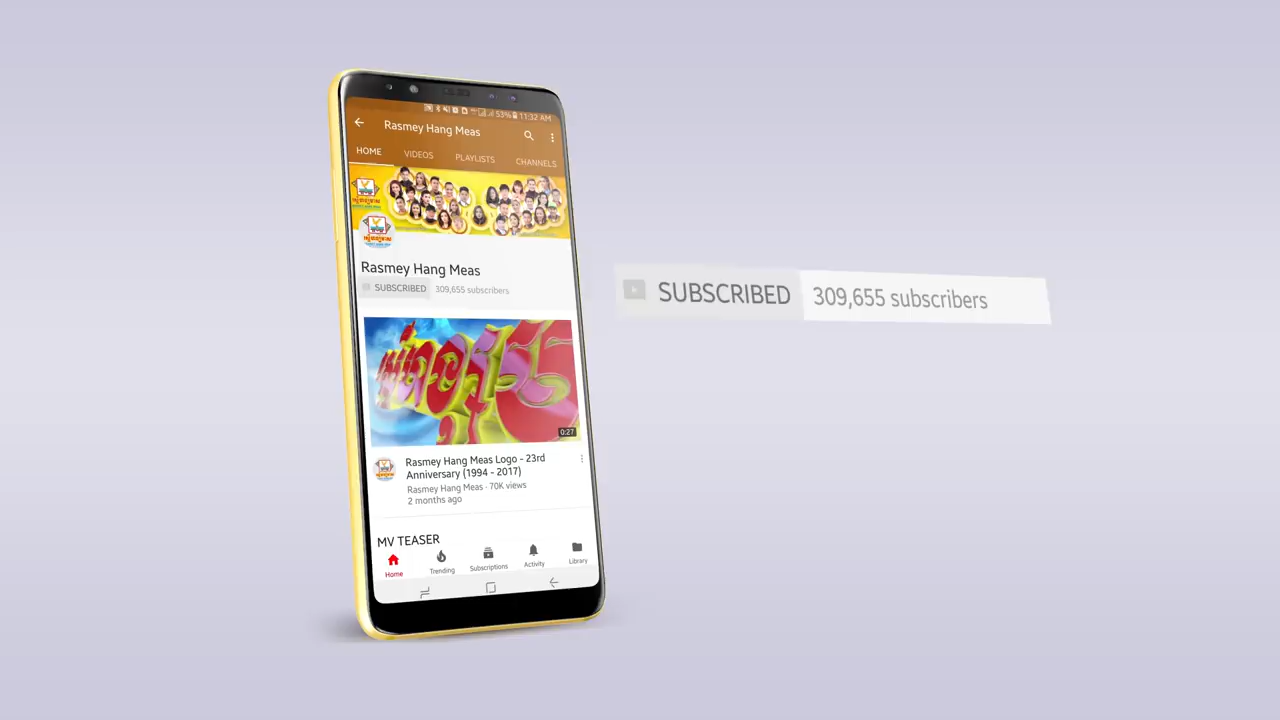 53% 11:32 AM
Rasmey Hang Meas
HOME VIDEOS PLAYLISTS CHANNELS
Rasmey Hang Meas
SUBSCRIBED 309,655 subscribers
SUBSCRIBED 309,655 subscribers
0:27
Rasmey Hang Meas Logo - 23rd
Anniversary (1994 - 2017)
Rasmey Hang Meas · 70K views
2 months ago
MV TEASER
Home Trending Subscriptions Activity Library